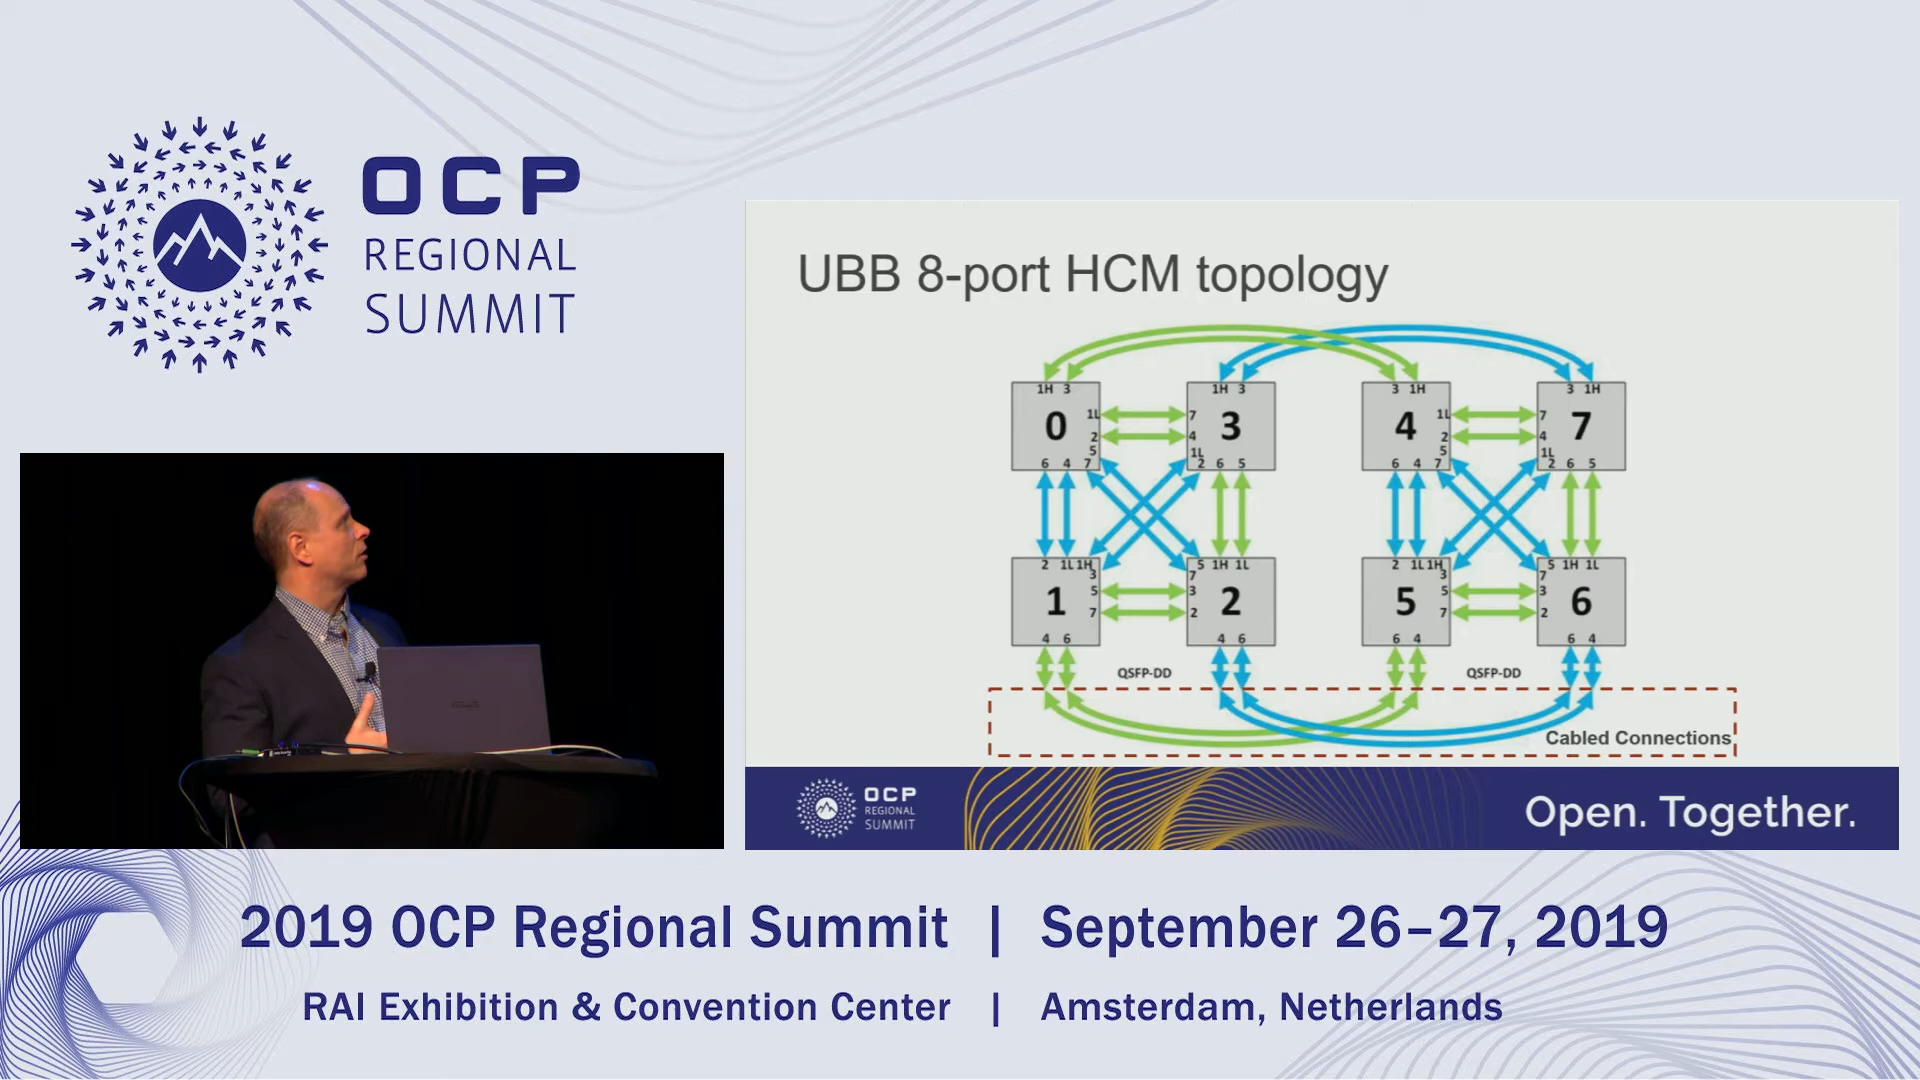 OCP
REGIONAL
SUMMIT
UBB 8-port HCM topology
1H 3
1H 3
3 1H
3 1H
0
1L
2
5
6 4 7
7
4
1L
2 6 5
3
4
1L
2
5
6 4 7
7
4
1L
2 6 5
7
2 1L 1H
3
5
7
1
4 6
5 1H 1L
7
3
2
2
4 6
2 1L 1H
3
5
7
5
6 4
5 1H 1L
7
3
2
6
6 4
QSFP-DD
QSFP-DD
Cabled Connections
OCP
REGIONAL
SUMMIT
Open. Together.
2019 OCP Regional Summit | September 26–27, 2019
RAI Exhibition & Convention Center | Amsterdam, Netherlands